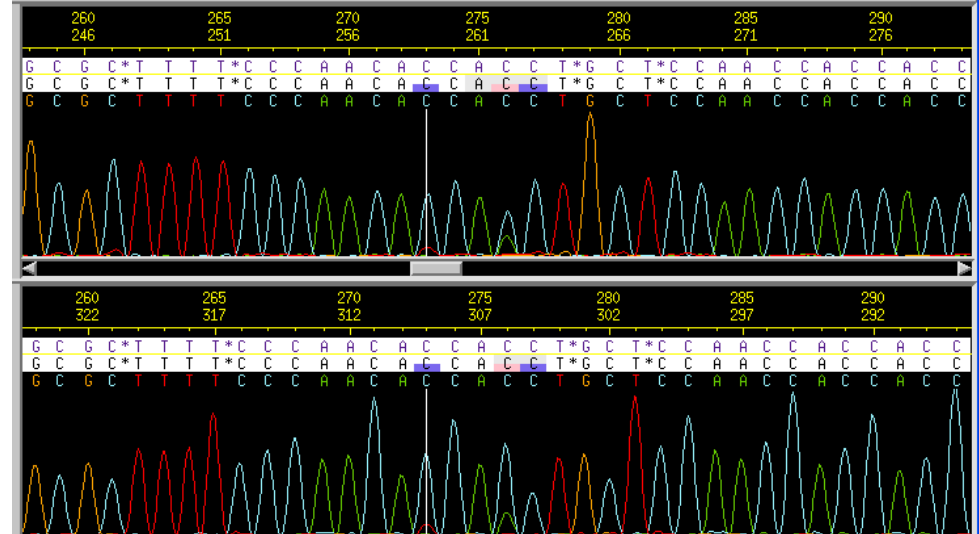 260 265 270 275 280 285 290
246 251 256 261 266 271 276
G C G C*T T T T*C C C A A C A C C A C C T*G C T*C C A A C C A C C A C C
G C G C*T T T T*C C C A A C A C C A C C T*G C T*C C A A C C A C C A C C
G C G C T T T T C C C A A C A C C A C C T G C T C C A A C C A C C A C C
260 265 270 275 280 285 290
322 317 312 307 302 297 292
G C G C*T T T T*C C C A A C A C C A C C T*G C T*C C A A C C A C C A C C
G C G C*T T T T*C C C A A C A C C A C C T*G C T*C C A A C C A C C A C C
G C G C T T T T C C C A A C A C C A C C T G C T C C A A C C A C C A C C